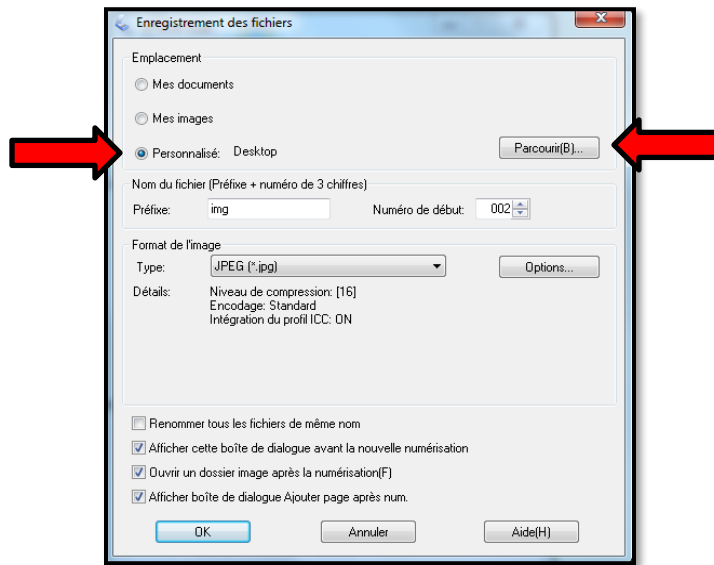 Enregistrement des fichiers
Emplacement
Mes documents
Mes images
Personnalisé: Desktop Parcourir(B)...
Nom du fichier (Préfixe + numéro de 3 chiffres)
Préfixe: img Numéro de début: 002
Format de l'image
Type: JPEG (*.jpg) Options...
Détails: Niveau de compression: [16]
Encodage: Standard
Intégration du profil ICC: ON
Renommer tous les fichiers de même nom
Afficher cette boîte de dialogue avant la nouvelle numérisation
Ouvrir un dossier image après la numérisation(F)
Afficher boîte de dialogue Ajouter page après num.
OK Annuler Aide(H)